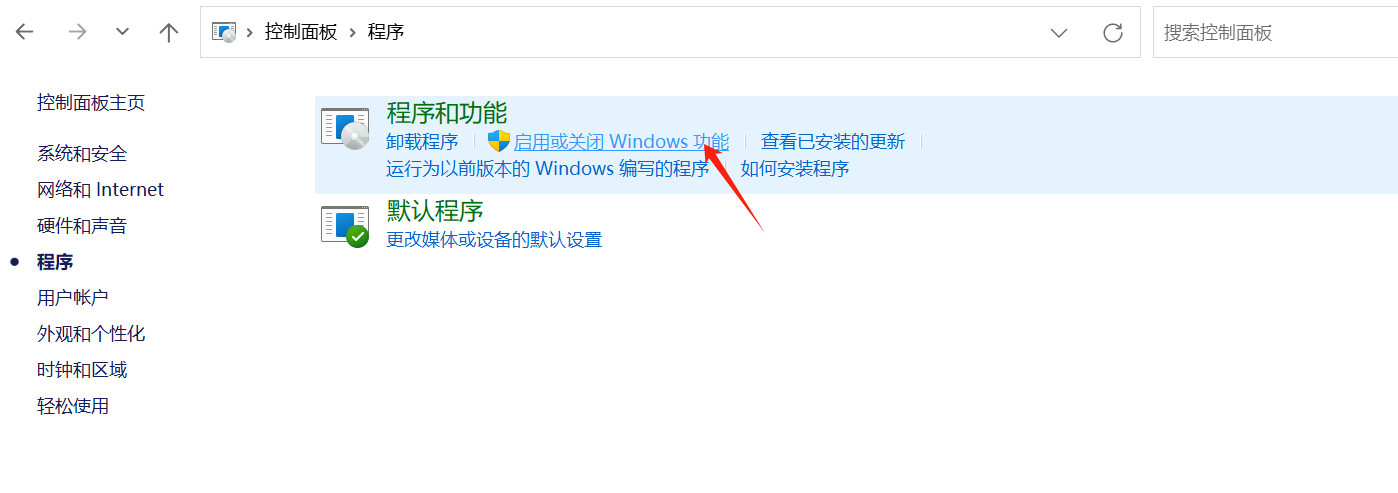 控制面板 程序
搜索控制面板
控制面板主页
系统和安全
网络和 Internet
硬件和声音
程序
用户帐户
外观和个性化
时钟和区域
轻松使用
程序和功能
卸载程序 启用或关闭 Windows 功能 查看已安装的更新
运行为以前版本的 Windows 编写的程序 如何安装程序
默认程序
更改媒体或设备的默认设置